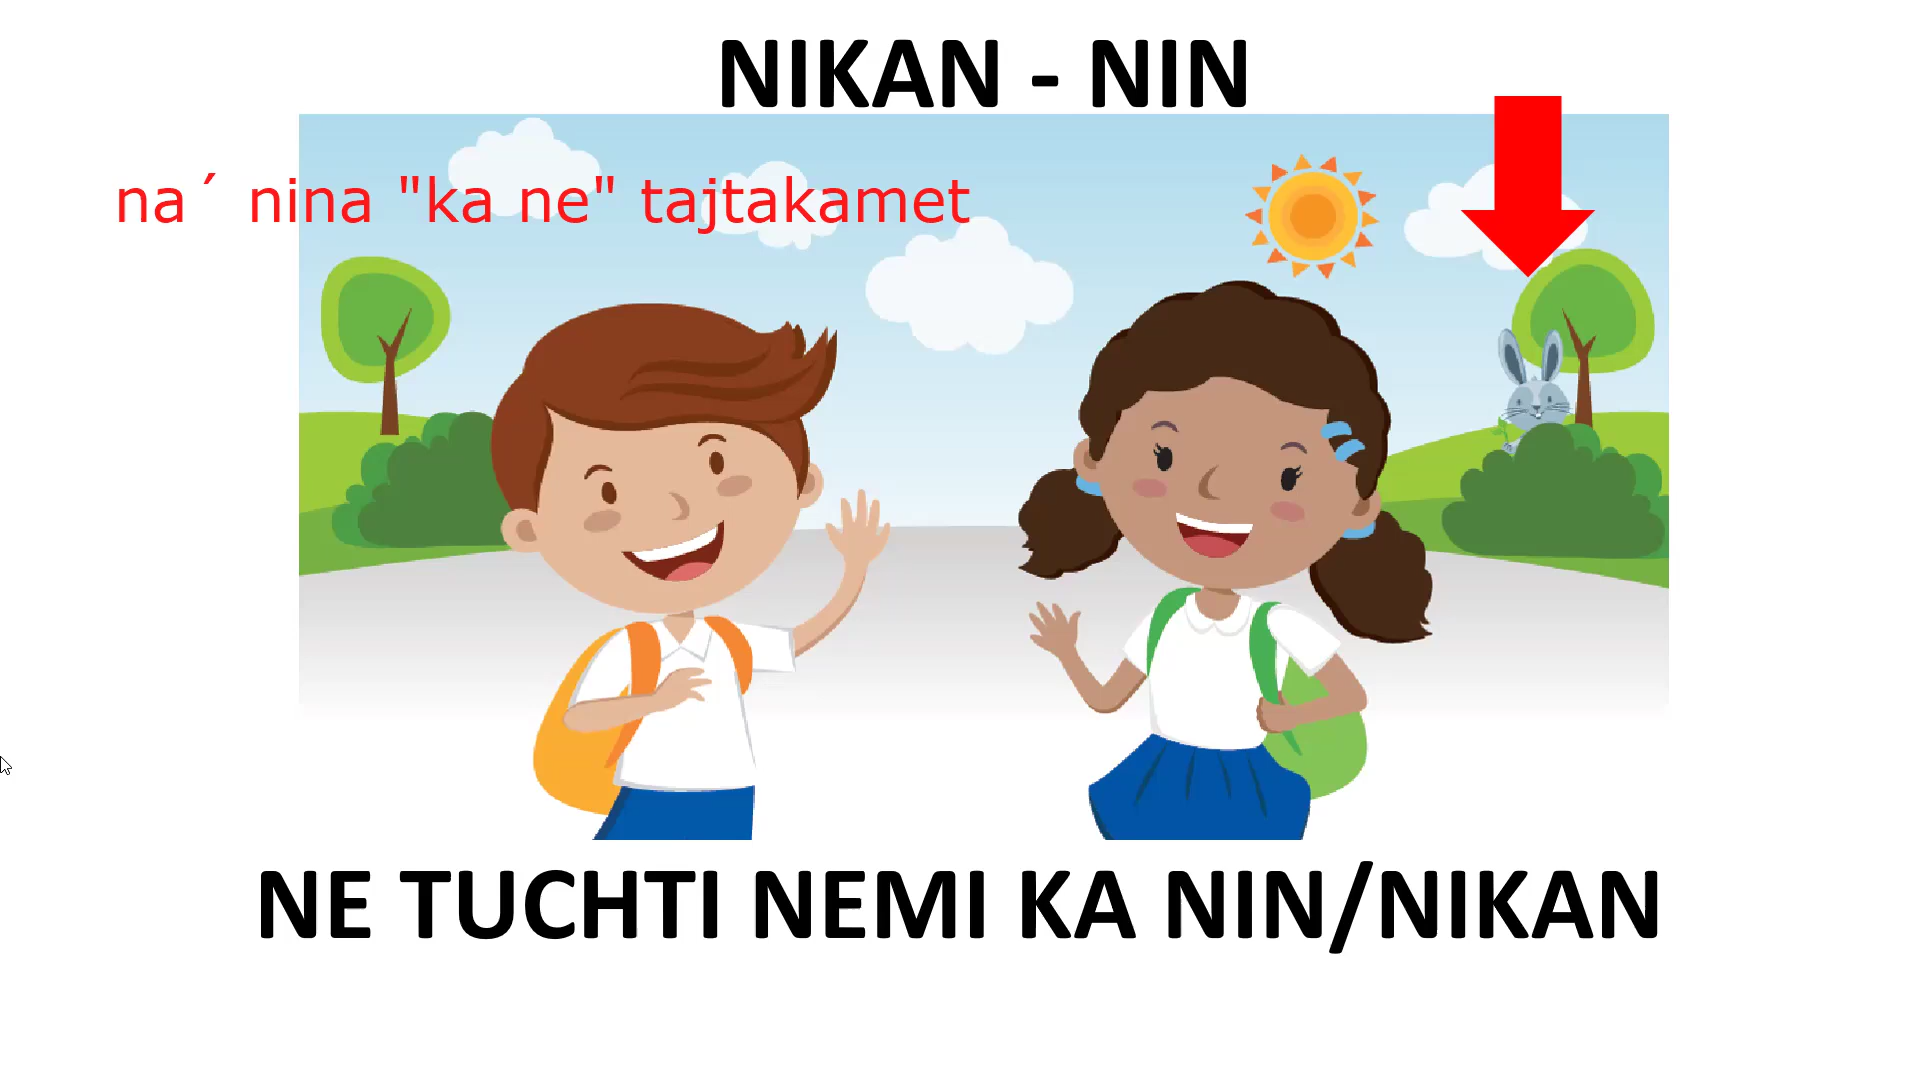 NIKAN - NIN
na´ nina "ka ne" tajtakamet
NE TUCHTI NEMI KA NIN/NIKAN